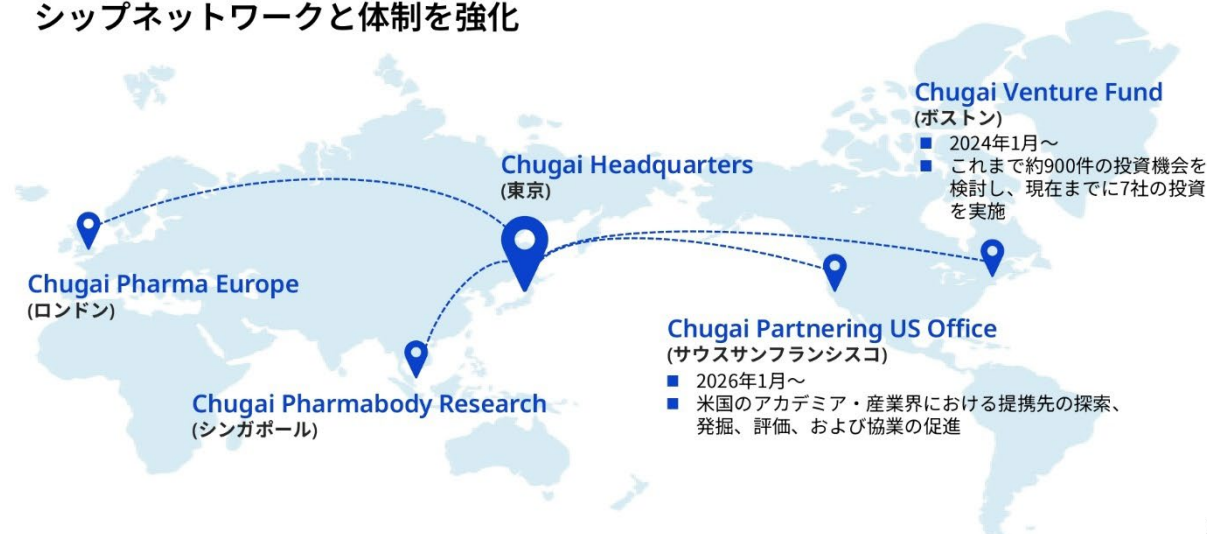 シップネットワークと体制を強化
Chugai Venture Fund
(ボストン)
■ 2024年1月～
■ これまで約900件の投資機会を
検討し、現在までに7社の投資
を実施
Chugai Headquarters
(東京)
Chugai Pharma Europe
(ロンドン)
Chugai Partnering US Office
(サウスサンフランシスコ)
■ 2026年1月～
■ 米国のアカデミア・産業界における提携先の探索、
発掘、評価、および協業の促進
Chugai Pharmabody Research
(シンガポール)